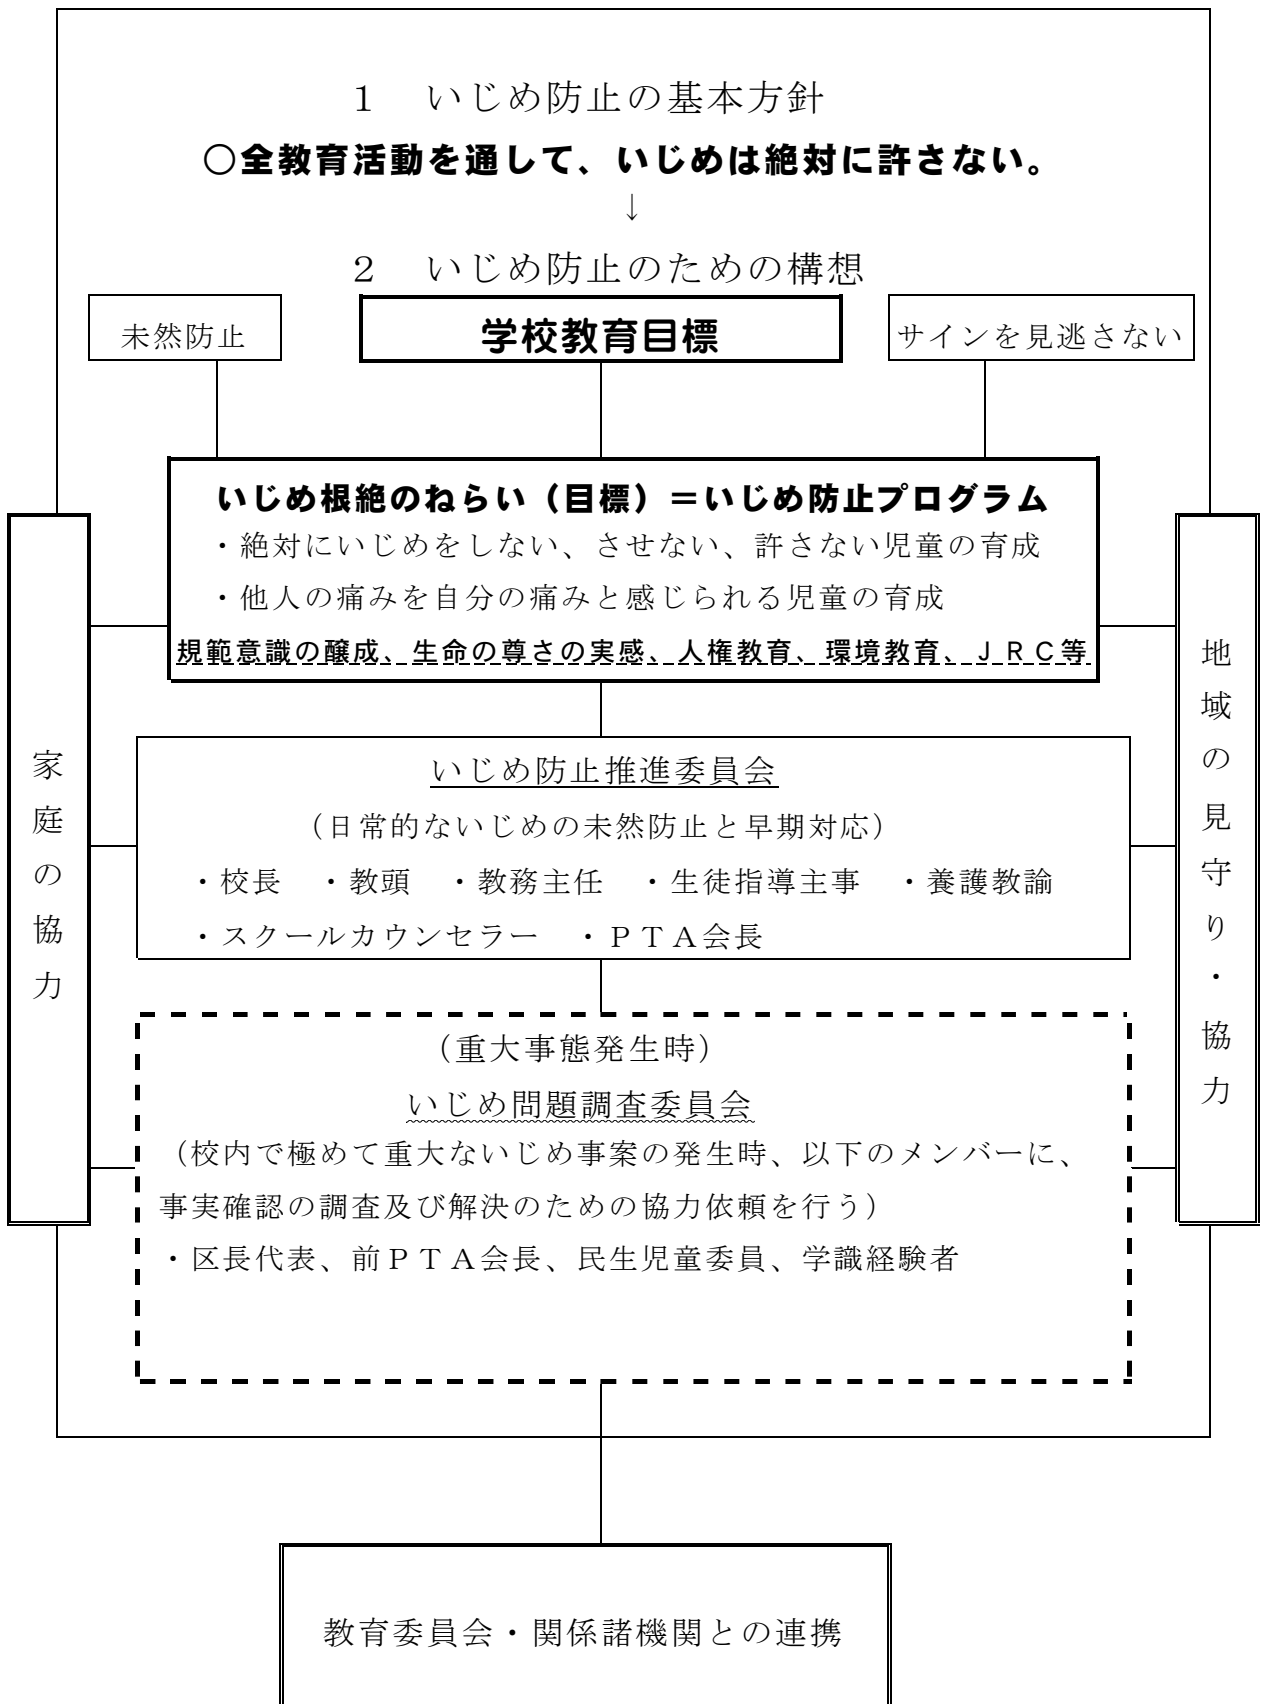 １　いじめ防止の基本方針
○全教育活動を通して、いじめは絶対に許さない。
↓
２　いじめ防止のための構想
未然防止
学校教育目標
サインを見逃さない
いじめ根絶のねらい（目標）＝いじめ防止プログラム
・絶対にいじめをしない、させない、許さない児童の育成
・他人の痛みを自分の痛みと感じられる児童の育成
規範意識の醸成、生命の尊さの実感、人権教育、環境教育、ＪＲＣ等
家庭の協力
地域の見守り・協力
いじめ防止推進委員会
（日常的ないじめの未然防止と早期対応）
・校長　・教頭　・教務主任　・生徒指導主事　・養護教諭
・スクールカウンセラー　・ＰＴＡ会長
（重大事態発生時）
いじめ問題調査委員会
（校内で極めて重大ないじめ事案の発生時、以下のメンバーに、
事実確認の調査及び解決のための協力依頼を行う）
・区長代表、前ＰＴＡ会長、民生児童委員、学識経験者
教育委員会・関係諸機関との連携